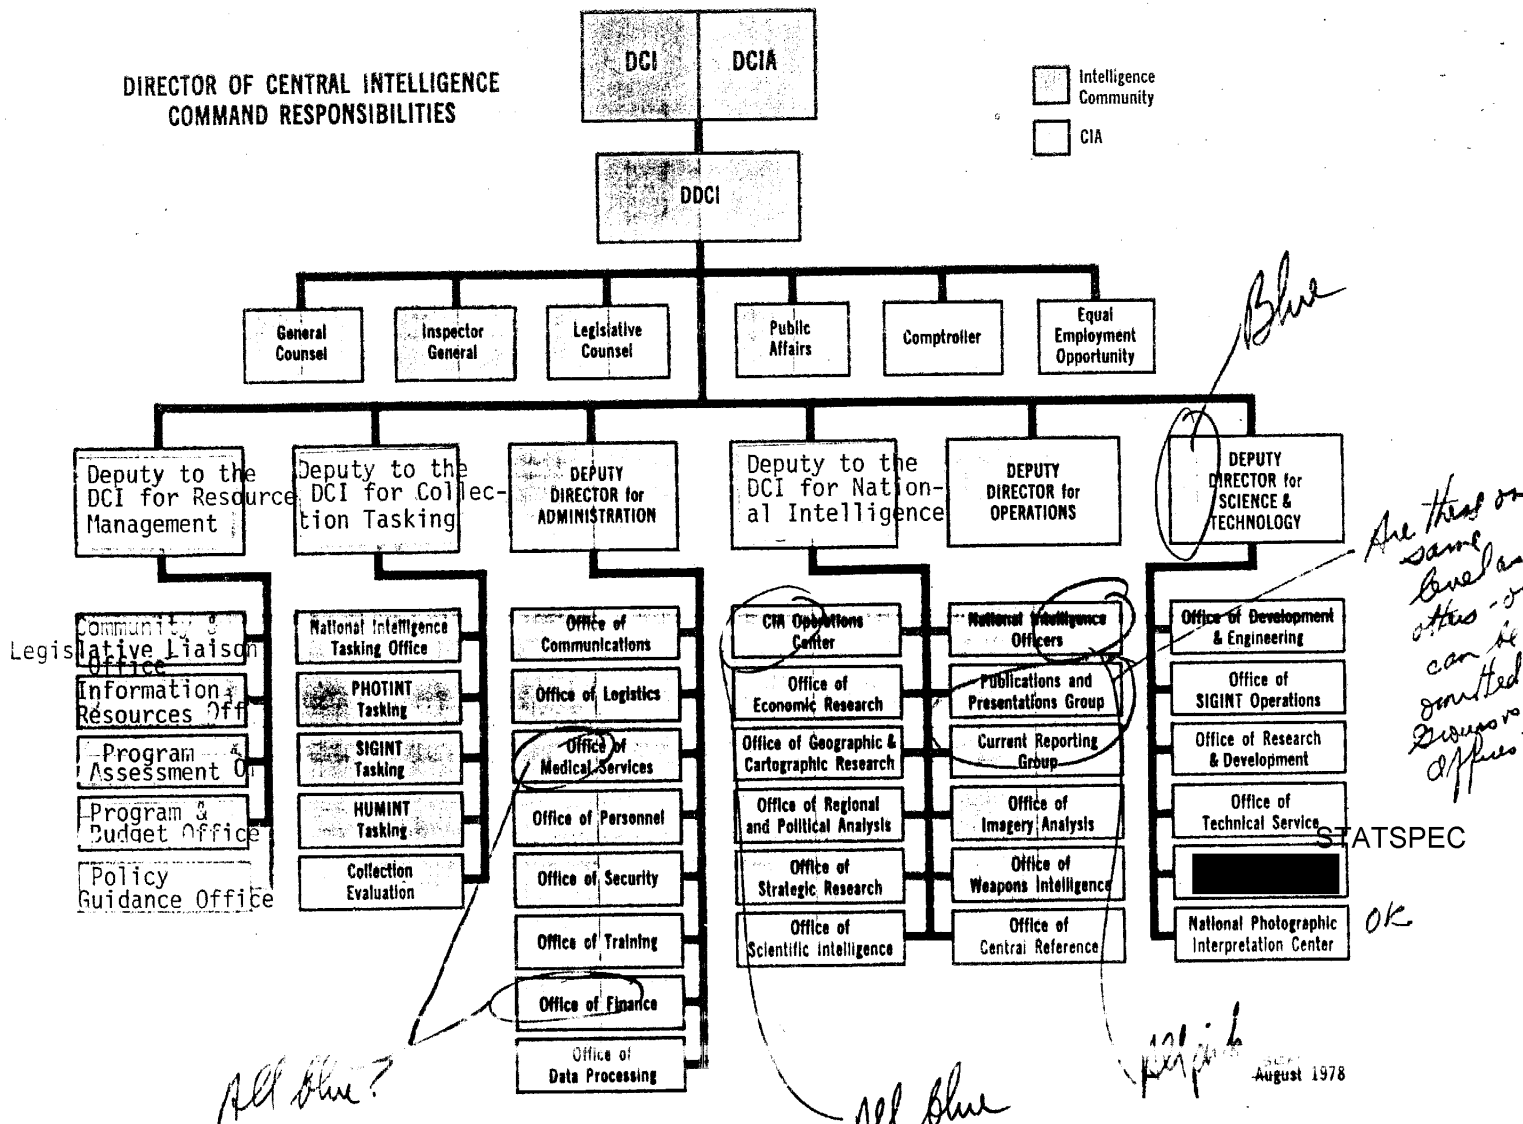 DIRECTOR OF CENTRAL INTELLIGENCE
COMMAND RESPONSIBILITIES
DCI
DCIA
Intelligence
Community
CIA
DDCI
Blue
General
Counsel
Inspector
General
Legislative
Counsel
Public
Affairs
Comptroller
Equal
Employment
Opportunity
Deputy to the
DCI for Resource
Management
Deputy to the
DCI for Collec-
tion Tasking
DEPUTY
DIRECTOR for
ADMINISTRATION
Deputy to the
DCI for Nation-
al Intelligence
DEPUTY
DIRECTOR for
OPERATIONS
DEPUTY
DIRECTOR for
SCIENCE &
TECHNOLOGY
Are these on
same
level as
others - or
can be
omitted
offices
Community &
Legislative Liaison
Office
Information
Resources Off
Program &
Assessment O
Program &
Budget Office
Policy
Guidance Office
National Intelligence
Tasking Office
PHOTINT
Tasking
SIGINT
Tasking
HUMINT
Tasking
Collection
Evaluation
Office of
Communications
Office of Logistics
Office of
Medical Services
Office of Personnel
Office of Security
Office of Training
Office of Finance
Office of
Data Processing
CIA Operations
Center
Office of
Economic Research
Office of Geographic &
Cartographic Research
Office of Regional
and Political Analysis
Office of
Strategic Research
Office of
Scientific Intelligence
National Intelligence
Officers
Publications and
Presentations Group
Current Reporting
Group
Office of
Imagery Analysis
Office of
Weapons Intelligence
Office of
Central Reference
Office of Development
& Engineering
Office of
SIGINT Operations
Office of Research
& Development
Office of
Technical Service
STATSPEC
National Photographic
Interpretation Center
OK
All blue?
All blue
All pink
August 1978